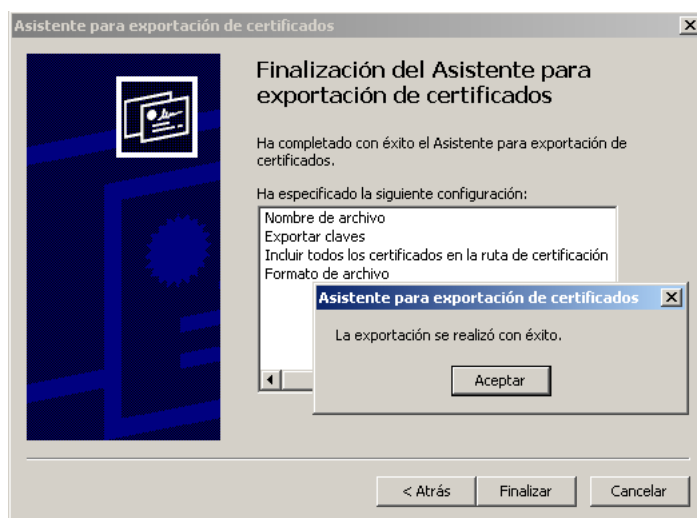 Asistente para exportación de certificados
Finalización del Asistente para
exportación de certificados
Ha completado con éxito el Asistente para exportación de
certificados.
Ha especificado la siguiente configuración:
Nombre de archivo
Exportar claves
Incluir todos los certificados en la ruta de certificación
Formato de archivo
Asistente para exportación de certificados
La exportación se realizó con éxito.
Aceptar
< Atrás
Finalizar
Cancelar